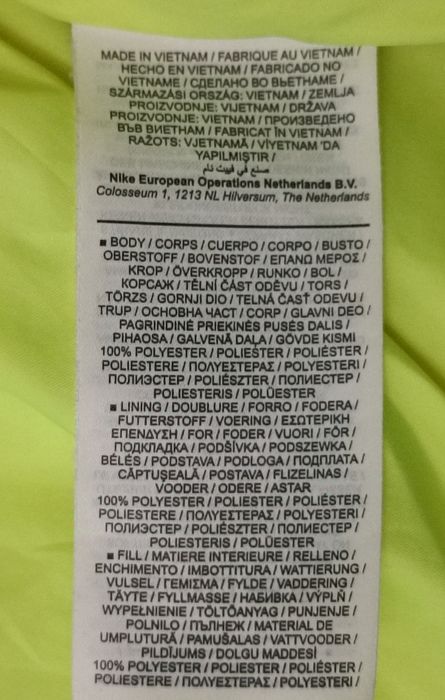 MADE IN VIETNAM / FABRIQUE AU VIETNAM /
HECHO EN VIETNAM / FABRICADO NO
VIETNAME / СДЕЛАНО ВО ВЬЕТНАМЕ /
SZÁRMAZÁSI ORSZÁG: VIETNAM / ZEMLJA
PROIZVODNJE: VIJETNAM / DRŽAVA
PROIZVODNJE: VIETNAM / ПРОИЗВЕДЕНО
ВЪВ ВИЕТНАМ / FABRICAT ÎN VIETNAM /
RAŽOTS: VJETNAMĀ / VİYETNAM 'DA
YAPILMIŞTIR /
صنع في فييت نام
Nike European Operations Netherlands B.V.
Colosseum 1, 1213 NL Hilversum, The Netherlands
■ BODY / CORPS / CUERPO / CORPO / BUSTO /
OBERSTOFF / BOVENSTOF / ΕΠΑΝΩ ΜΕΡΟΣ /
KROP / ÖVERKROPP / RUNKO / BOL /
КОРСАЖ / TĚLNÍ ČÁST ODĚVU / TORS /
TÖRZS / GORNJI DIO / TELNÁ ČASŤ ODEVU /
TRUP / ОСНОВНА ЧАСТ / CORP / GLAVNI DEO /
PAGRINDINĖ PRIEKINĖS PUSĖS DALIS /
PIHAOSA / GALVENĀ DAĻA / GÖVDE KISMI
100% POLYESTER / POLIESTER / POLIÉSTER /
POLIESTERE / ΠΟΛΥΕΣΤΕΡΑΣ / POLYESTERI /
ПОЛИЭСТЕР / POLIÉSZTER / ПОЛИЕСТЕР /
POLIESTERIS / POLÜESTER
■ LINING / DOUBLURE / FORRO / FODERA /
FUTTERSTOFF / VOERING / ΕΣΩΤΕΡΙΚΗ
ΕΠΕΝΔΥΣΗ / FOR / FODER / VUORI / FÔR /
ПОДКЛАДКА / PODŠÍVKA / PODSZEWKA /
BÉLÉS / PODSTAVA / PODLOGA / ПОДПЛАТА /
CĂPTUȘEALĂ / POSTAVA / FLIZELINAS /
VOODER / ODERE / ASTAR
100% POLYESTER / POLIESTER / POLIÉSTER /
POLIESTERE / ΠΟΛΥΕΣΤΕΡΑΣ / POLYESTERI /
ПОЛИЭСТЕР / POLIÉSZTER / ПОЛИЕСТЕР /
POLIESTERIS / POLÜESTER
■ FILL / MATIERE INTERIEURE / RELLENO /
ENCHIMENTO / IMBOTTITURA / WATTIERUNG /
VULSEL / ΓΕΜΙΣΜΑ / FYLDE / VADDERING /
TÄYTE / FYLLMASSE / НАБИВКА / VÝPLŇ /
WYPEŁNIENIE / TÖLTŐANYAG / PUNJENJE /
POLNILO / ПЪЛНЕЖ / MATERIAL DE
UMPLUTURĂ / PAMUŠALAS / VATTVOODER /
PILDĪJUMS / DOLGU MADDESİ
100% POLYESTER / POLIESTER / POLIÉSTER /
POLIESTERE / ΠΟΛΥΕΣΤΕΡΑΣ / POLYESTERI /